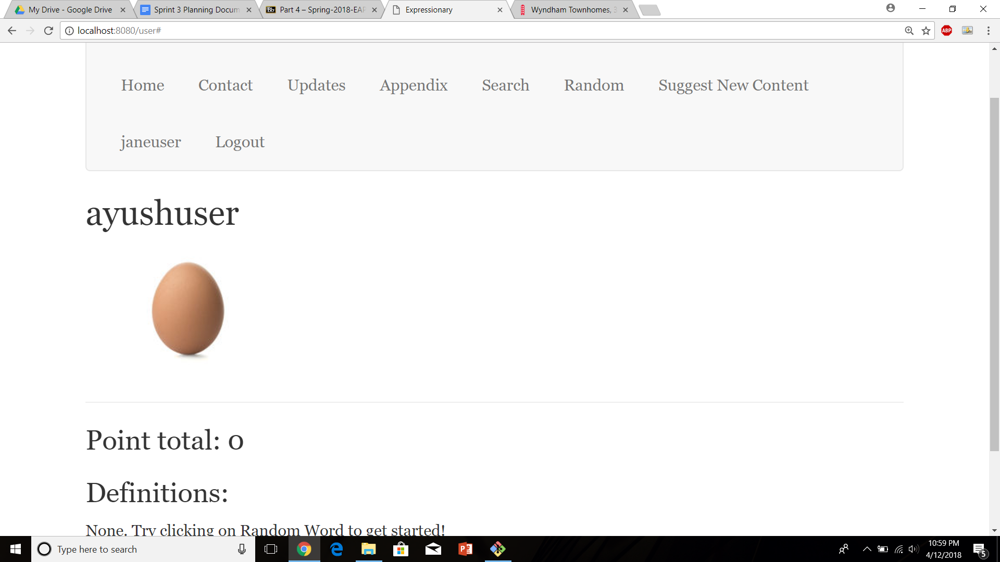 My Drive - Google Drive
Sprint 3 Planning Docum
Bb
Part 4 – Spring-2018-EAP
Expressionary
Wyndham Townhomes, 3
localhost:8080/user#
ABP
Home Contact Updates Appendix Search Random Suggest New Content
janeuser Logout
ayushuser
Point total: 0
Definitions:
None. Try clicking on Random Word to get started!
Type here to search
10:59 PM
4/12/2018
5